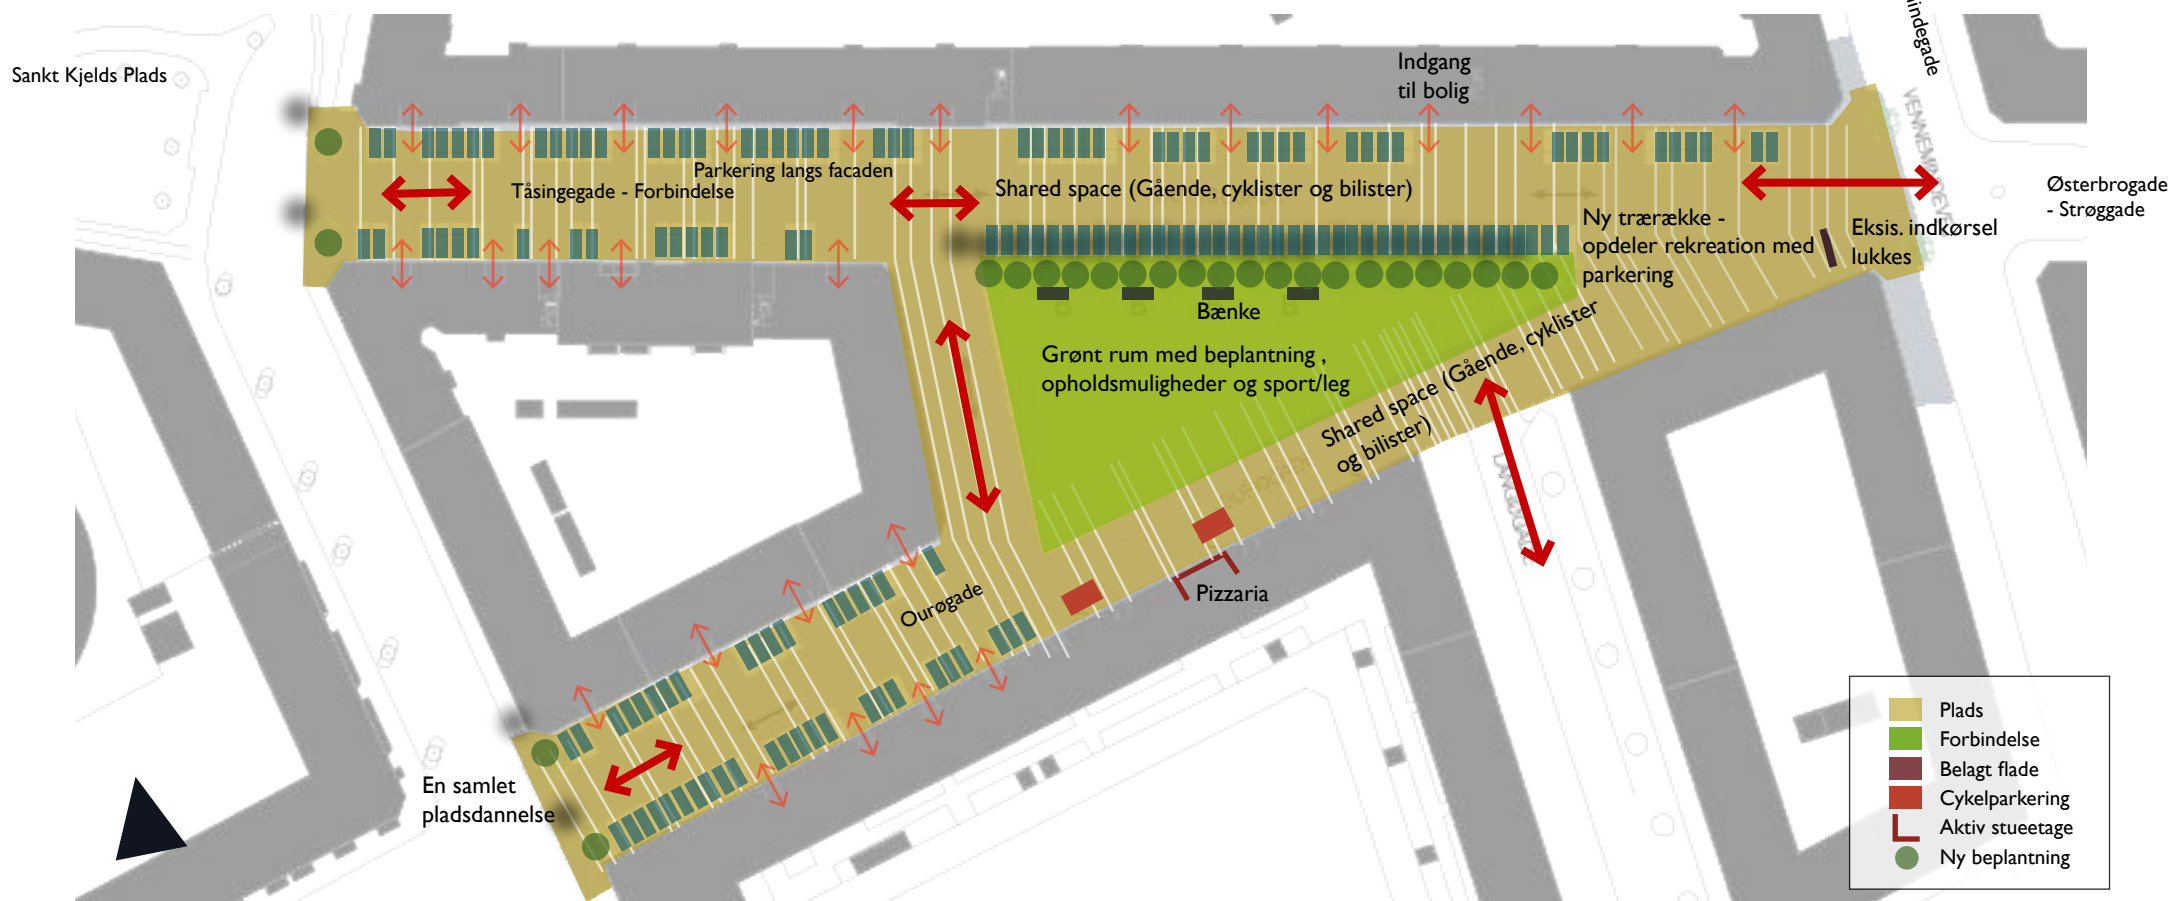 Sankt Kjelds Plads
Indgang
til bolig
indegade
VENNEMINDEVEJ
Parkering langs facaden
Tåsingegade - Forbindelse
Shared space (Gående, cyklister og bilister)
Østerbrogade
- Strøggade
Ny trærække -
opdeler rekreation med
parkering
Eksis. indkørsel
lukkes
Bænke
Grønt rum med beplantning ,
opholdsmuligheder og sport/leg
Shared space (Gående, cyklister
og bilister)
Ourøgade
Pizzaria
En samlet
pladsdannelse
Plads
Forbindelse
Belagt flade
Cykelparkering
Aktiv stueetage
Ny beplantning